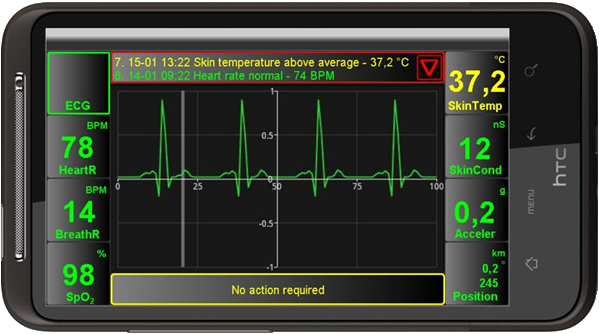 7. 15-01 13:22 Skin temperature above average - 37,2 °C
6. 14-01 09:22 Heart rate normal - 74 BPM
ECG
BPM
78
HeartR
BPM
14
BreathR
%
98
SpO₂
1
0.5
0 25 50 75 100
-0.5
-1
No action required
°C
37,2
SkinTemp
nS
12
SkinCond
g
0,2
Acceler
km
0,2
245°
Position
hTC
MENU